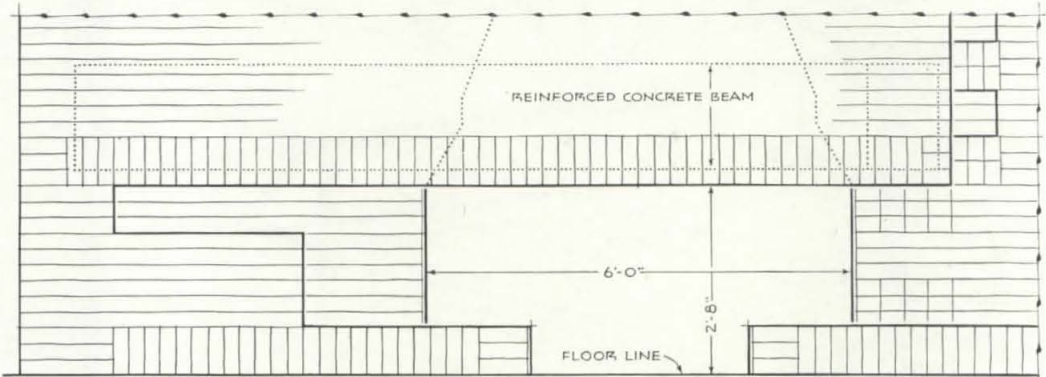 REINFORCED CONCRETE BEAM
6'-0"
2'-8"
FLOOR LINE